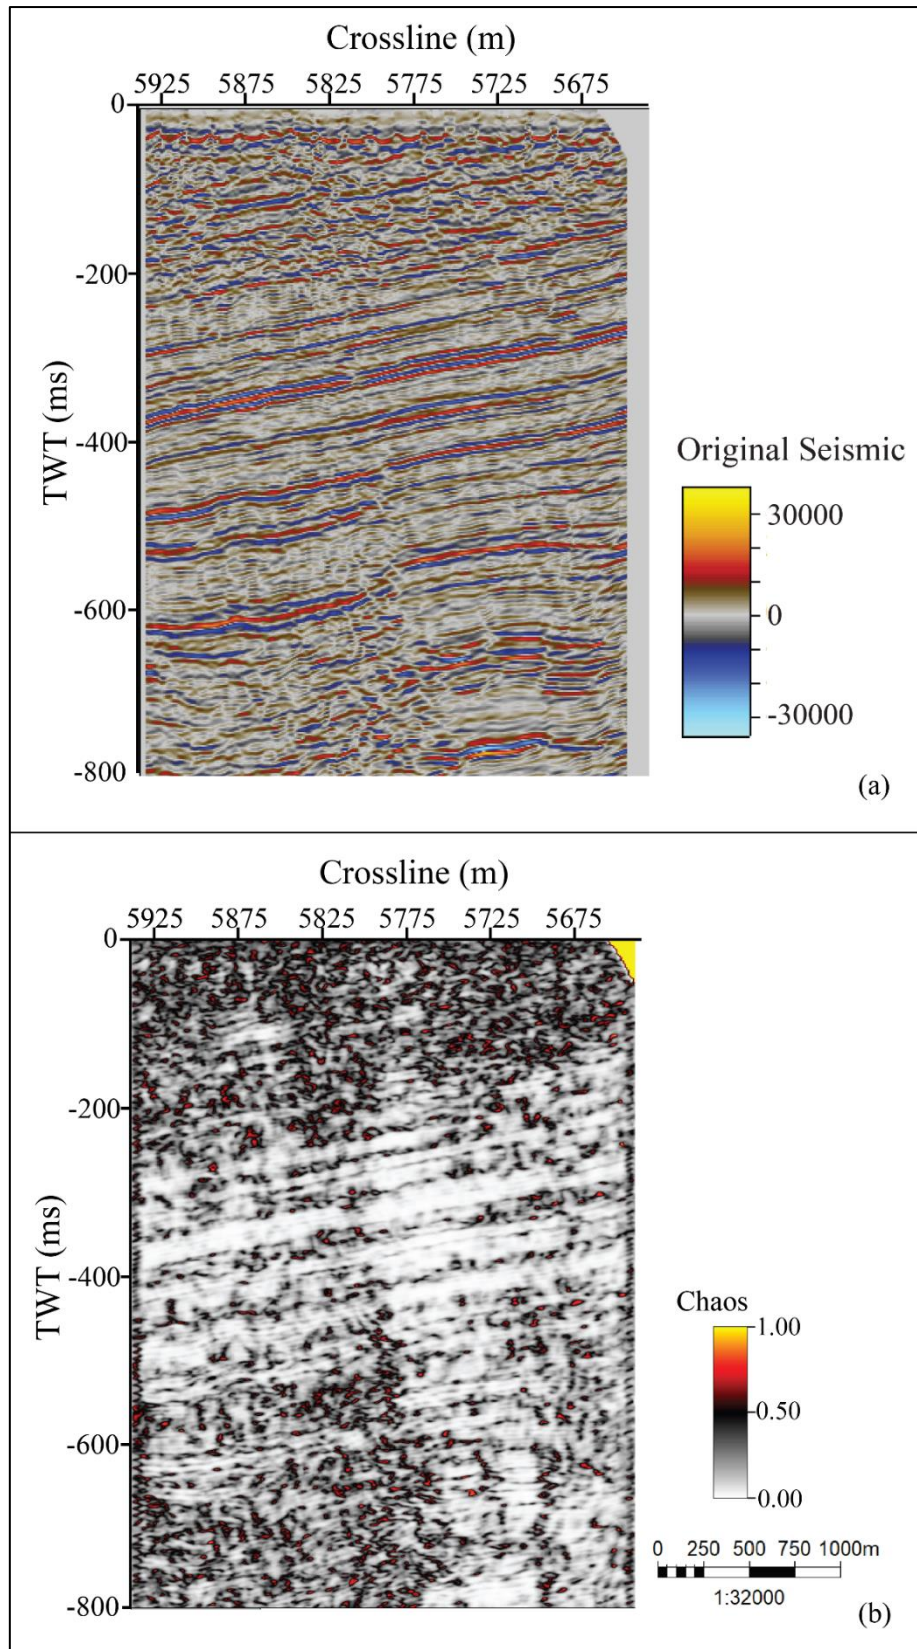 Crossline (m)
5925 5875 5825 5775 5725 5675
0
-200
-400
-600
-800
TWT (ms)
Original Seismic
30000
0
-30000
(a)
Crossline (m)
5925 5875 5825 5775 5725 5675
0
-200
-400
-600
-800
TWT (ms)
Chaos
1.00
0.50
0.00
0 250 500 750 1000m
1:32000
(b)